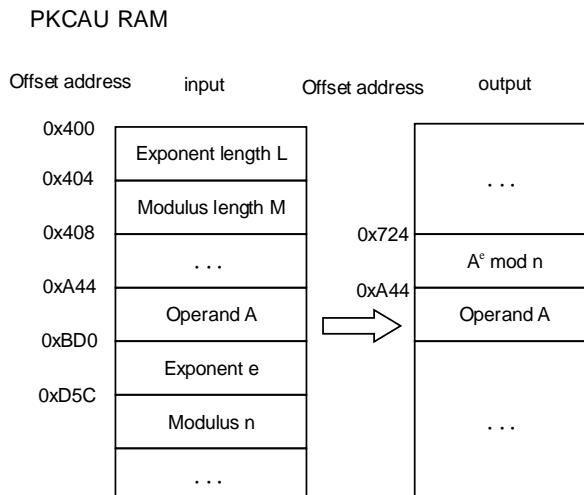 PKCAU RAM
Offset address input Offset address output
0x400
Exponent length L
0x404
. . .
Modulus length M
0x408
0x724
. . .
A^e mod n
0xA44
0xA44
Operand A
Operand A
0xBD0
Exponent e
0xD5C
Modulus n
. . .
. . .